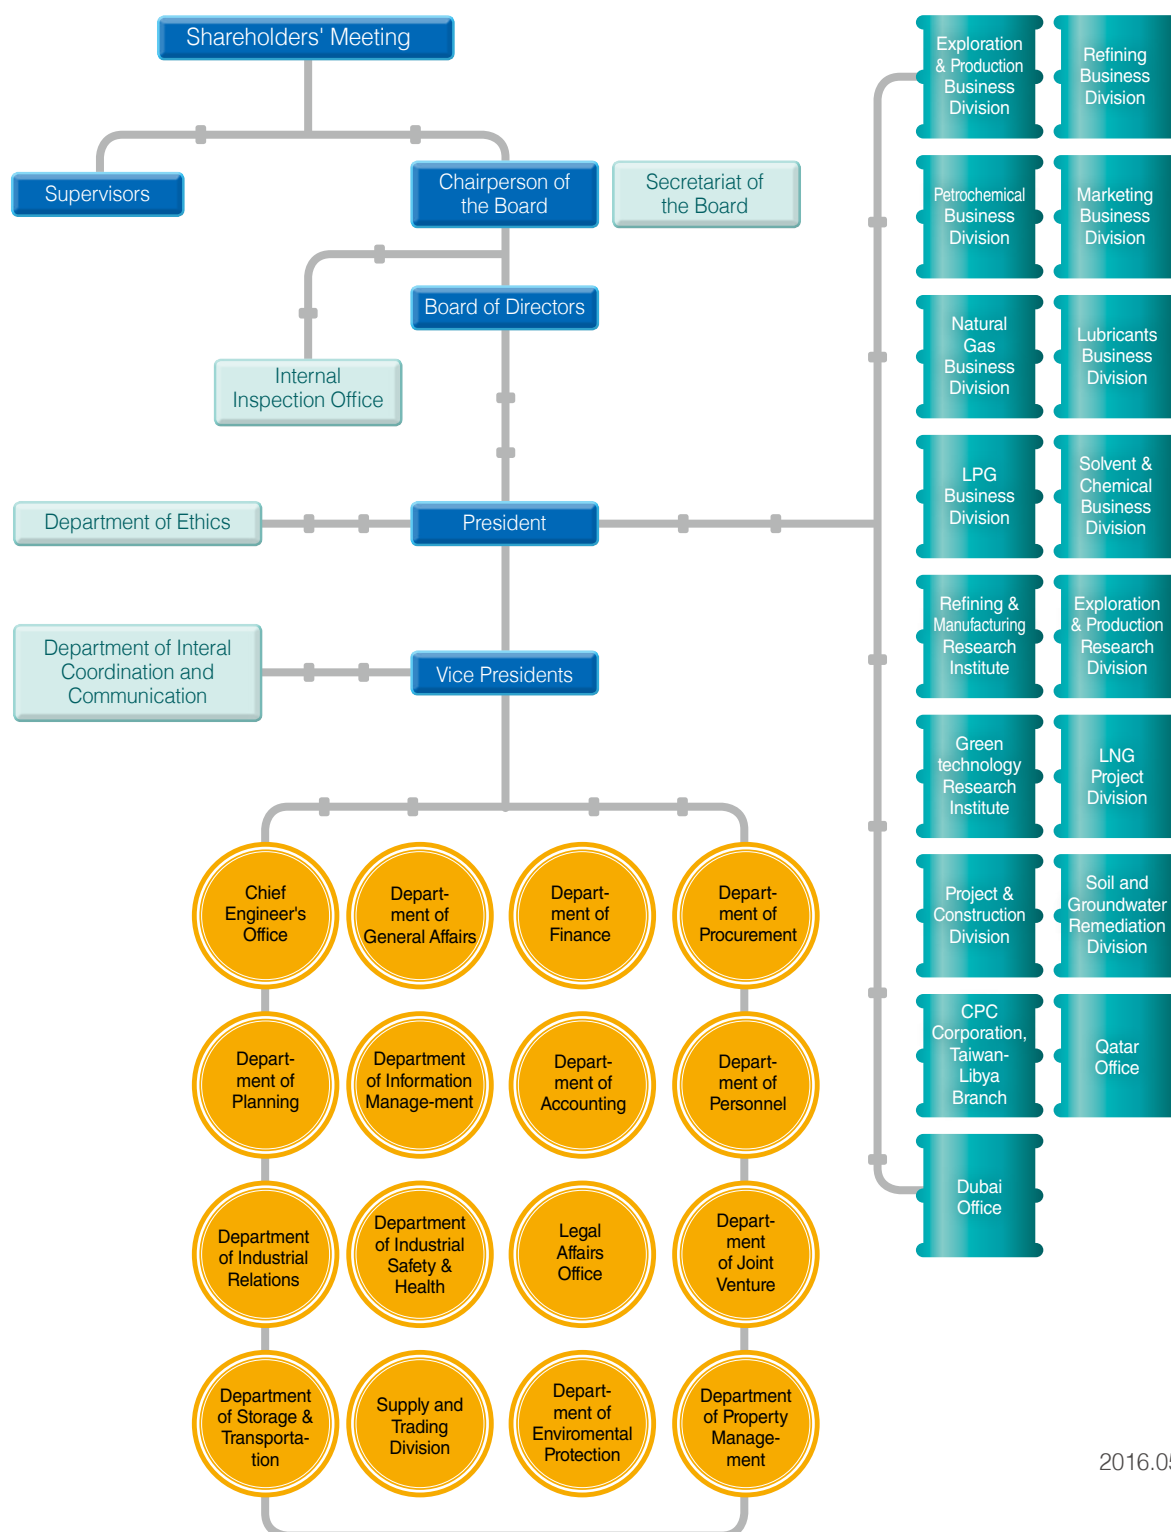 Shareholders' Meeting
Supervisors
Chairperson of
the Board
Secretariat of
the Board
Board of Directors
Internal
Inspection Office
Department of Ethics
President
Department of Interal
Coordination and
Communication
Vice Presidents
Chief
Engineer's
Office
Depart-
ment of
General Affairs
Depart-
ment of
Finance
Depart-
ment of
Procurement
Depart-
ment of
Planning
Department
of Information
Manage-ment
Depart-
ment of
Accounting
Depart-
ment of
Personnel
Department
of Industrial
Relations
Department
of Industrial
Safety &
Health
Legal
Affairs
Office
Depart-
ment
of Joint
Venture
Department
of Storage &
Transporta-
tion
Supply and
Trading
Division
Depart-
ment of
Enviromental
Protection
Department
of Property
Manage-
ment
Exploration
& Production
Business
Division
Refining
Business
Division
Petrochemical
Business
Division
Marketing
Business
Division
Natural
Gas
Business
Division
Lubricants
Business
Division
LPG
Business
Division
Solvent &
Chemical
Business
Division
Refining &
Manufacturing
Research
Institute
Exploration
& Production
Research
Division
Green
technology
Research
Institute
LNG
Project
Division
Project &
Construction
Division
Soil and
Groundwater
Remediation
Division
CPC
Corporation,
Taiwan-
Libya
Branch
Qatar
Office
Dubai
Office
2016.05